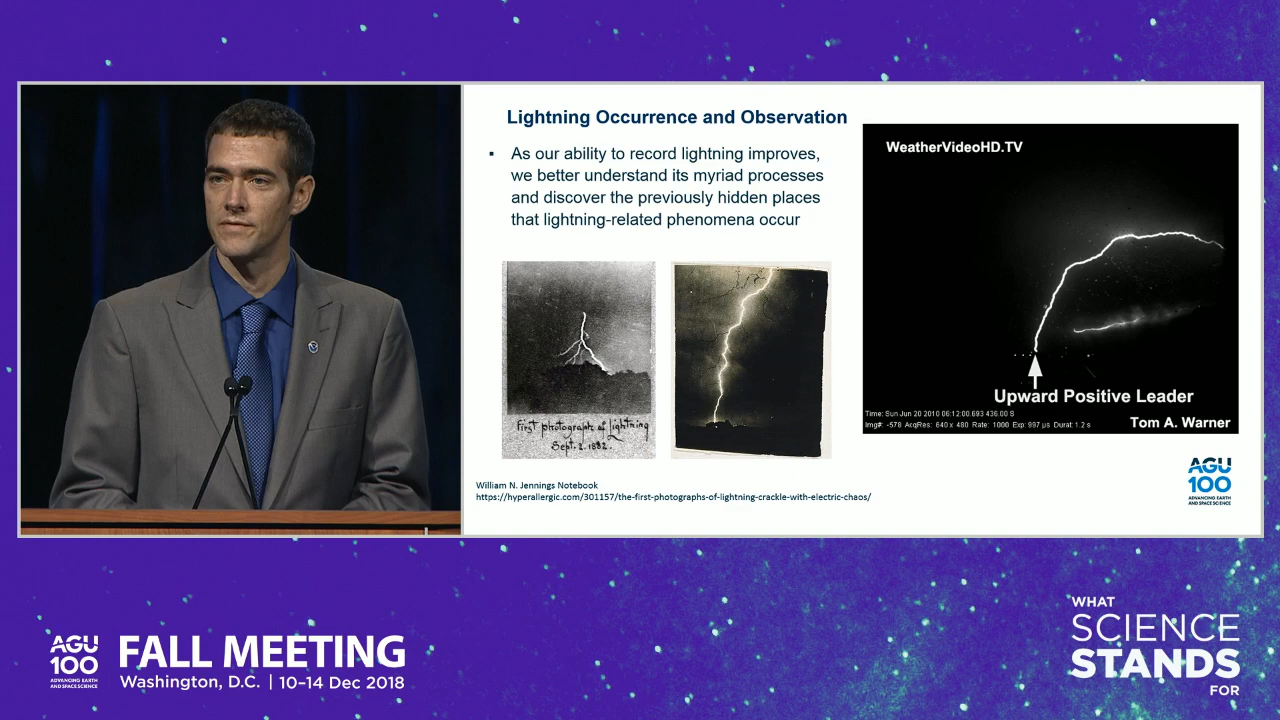 Lightning Occurrence and Observation
▪ As our ability to record lightning improves,
we better understand its myriad processes
and discover the previously hidden places
that lightning-related phenomena occur
First photograph of lightning
Sept. 2. 1882.
William N. Jennings Notebook
https://hyperallergic.com/301157/the-first-photographs-of-lightning-crackle-with-electric-chaos/
WeatherVideoHD.TV
Upward Positive Leader
Time: Sun Jun 20 2010 06:12:00.693 436.00 S
Img#: -578 AcqRes: 640 x 480 Rate: 1000 Exp: 997 µs Durat: 1.2 s
Tom A. Warner
AGU
100
ADVANCING EARTH
AND SPACE SCIENCE
AGU
100
ADVANCING EARTH
AND SPACE SCIENCE
FALL MEETING
Washington, D.C. | 10–14 Dec 2018
WHAT
SCIENCE
STANDS
FOR